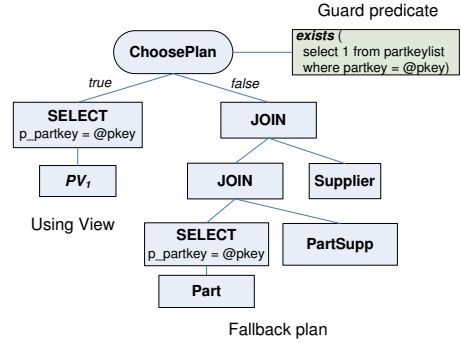 Guard predicate
ChoosePlan
exists (
select 1 from partkeylist
where partkey = @pkey)
true
false
SELECT
p_partkey = @pkey
JOIN
PV1
JOIN
Supplier
Using View
SELECT
p_partkey = @pkey
PartSupp
Part
Fallback plan